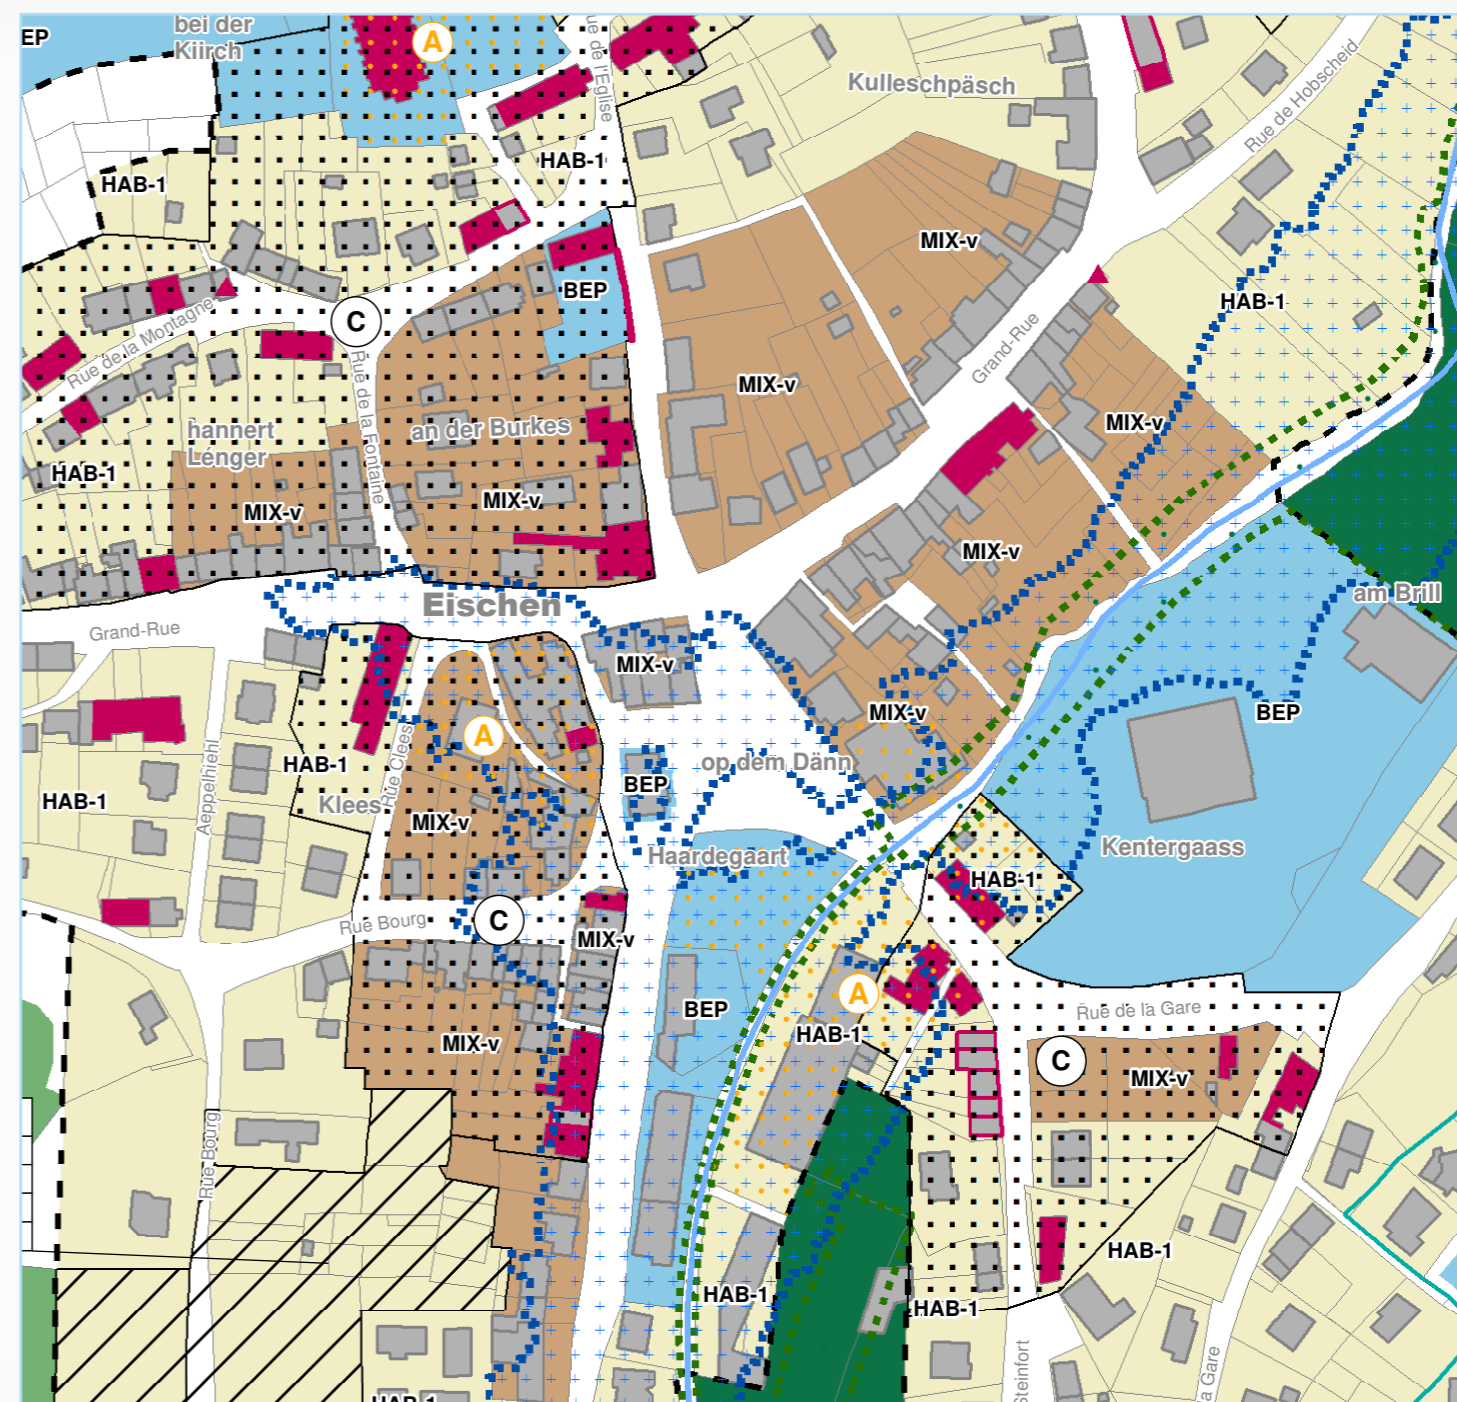 EP
bei der
Kiirch
A
ue de l'Eglise
Kulleschpäsch
Rue de Hobscheid
HAB-1
HAB-1
MIX-v
BEP
HAB-1
C
Rue de la Montagne
Grand-Rue
MIX-v
MIX-v
hannert
Lénger
an der Burkes
Rue de la Fontaine
HAB-1
MIX-v
MIX-v
MIX-v
am Brill
Eischen
Grand-Rue
MIX-v
MIX-v
BEP
A
HAB-1
op dem Dänn
BEP
Aeppelhiehl
Rue Clees
HAB-1
Klees
MIX-v
Kentergaass
Haardegaart
HAB-1
C
Rue Bourg
MIX-v
A
BEP
Rue de la Gare
HAB-1
MIX-v
C
MIX-v
Rue Bourg
HAB-1
HAB-1
HAB-1
Steinfort
a Gare
HAB-1